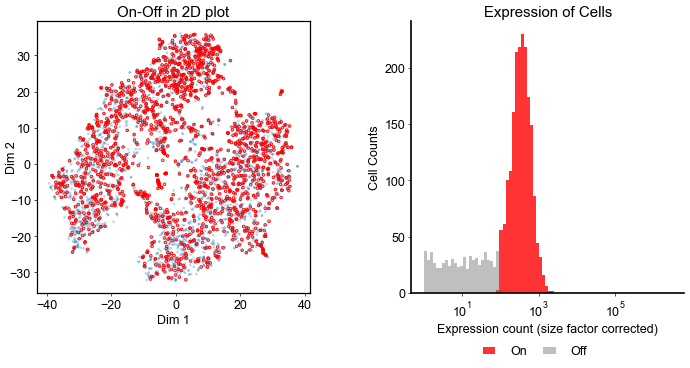 On-Off in 2D plot
Dim 2
30
20
10
0
−10
−20
−30
−40
−20
0
20
40
Dim 1
Expression of Cells
Cell Counts
200
150
100
50
0
10^1
10^3
10^5
Expression count (size factor corrected)
On
Off